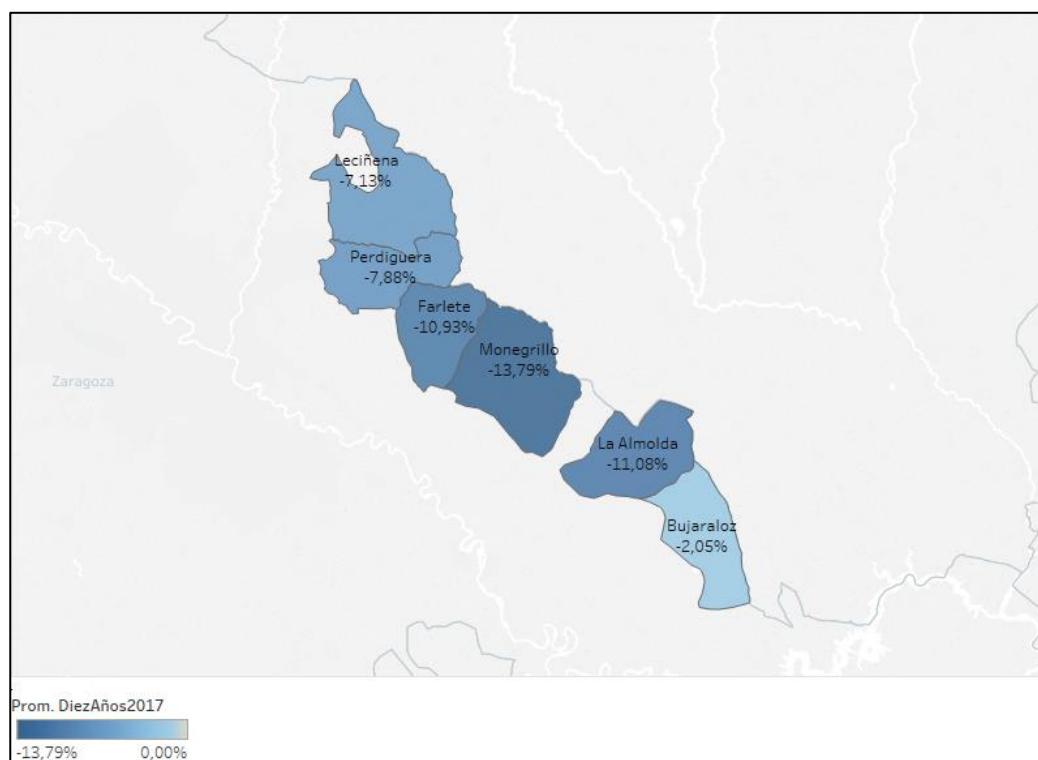 Leciñena
-7,13%
Perdiguera
-7,88%
Farlete
-10,93%
Monegrillo
-13,79%
Zaragoza
La Almolda
-11,08%
Bujaraloz
-2,05%
Prom. DiezAños2017
-13,79% 0,00%